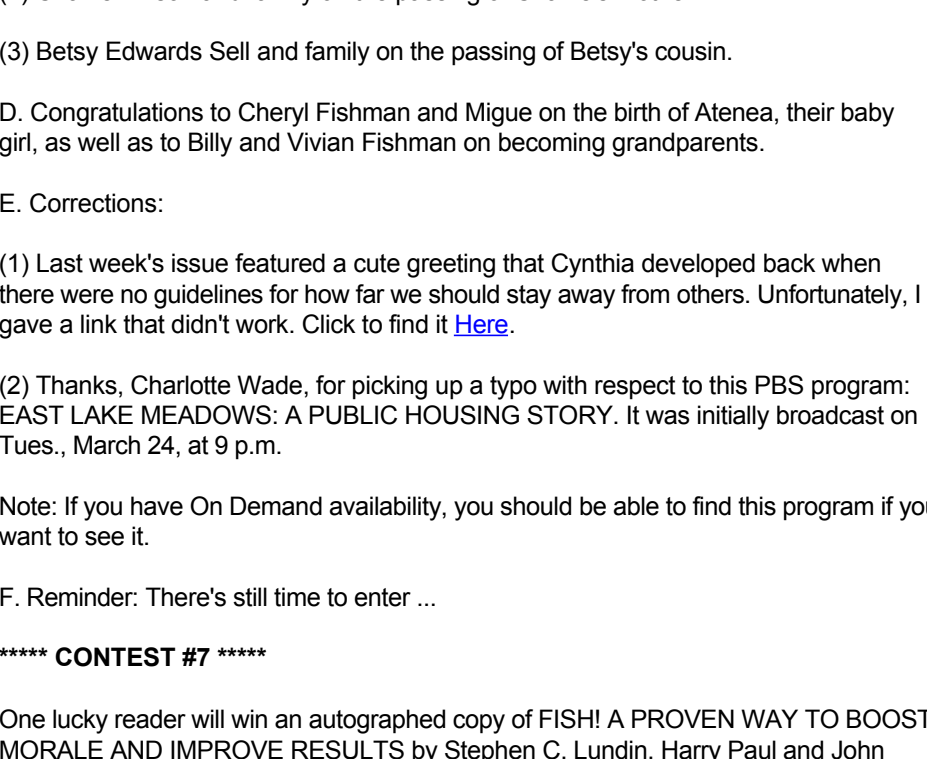 (3) Betsy Edwards Sell and family on the passing of Betsy's cousin.
D. Congratulations to Cheryl Fishman and Migue on the birth of Atenea, their baby
girl, as well as to Billy and Vivian Fishman on becoming grandparents.
E. Corrections:
(1) Last week's issue featured a cute greeting that Cynthia developed back when
there were no guidelines for how far we should stay away from others. Unfortunately, I
gave a link that didn't work. Click to find it Here.
(2) Thanks, Charlotte Wade, for picking up a typo with respect to this PBS program:
EAST LAKE MEADOWS: A PUBLIC HOUSING STORY. It was initially broadcast on
Tues., March 24, at 9 p.m.
Note: If you have On Demand availability, you should be able to find this program if you
want to see it.
F. Reminder: There's still time to enter ...
***** CONTEST #7 *****
One lucky reader will win an autographed copy of FISH! A PROVEN WAY TO BOOST
MORALE AND IMPROVE RESULTS by Stephen C. Lundin, Harry Paul and John